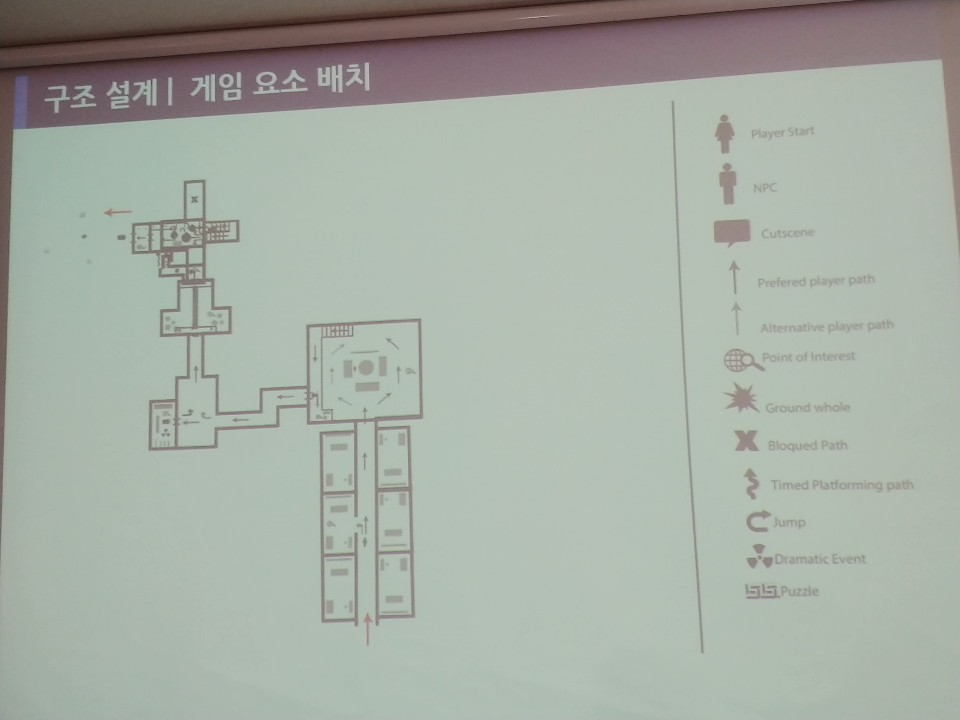 구조 설계 | 게임 요소 배치
Player Start
NPC
Cutscene
Prefered player path
Alternative player path
Point of Interest
Ground whole
Bloqued Path
Timed Platforming path
Jump
Dramatic Event
Puzzle